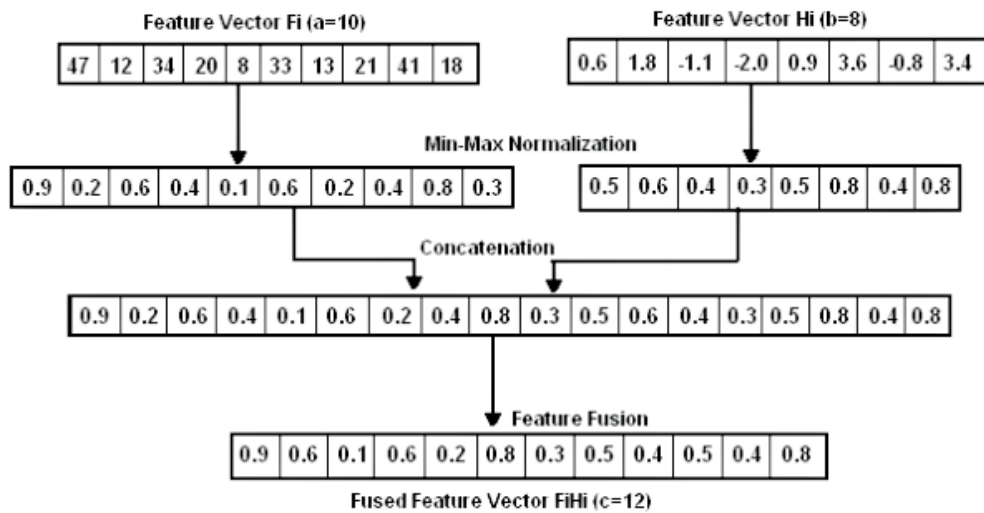 Feature Vector Fi (a=10)
Feature Vector Hi (b=8)
47 12 34 20 8 33 13 21 41 18
0.6 1.8 -1.1 -2.0 0.9 3.6 -0.8 3.4
Min-Max Normalization
0.9 0.2 0.6 0.4 0.1 0.6 0.2 0.4 0.8 0.3
0.5 0.6 0.4 0.3 0.5 0.8 0.4 0.8
Concatenation
0.9 0.2 0.6 0.4 0.1 0.6 0.2 0.4 0.8 0.3 0.5 0.6 0.4 0.3 0.5 0.8 0.4 0.8
Feature Fusion
0.9 0.6 0.1 0.6 0.2 0.8 0.3 0.5 0.4 0.5 0.4 0.8
Fused Feature Vector FiHi (c=12)